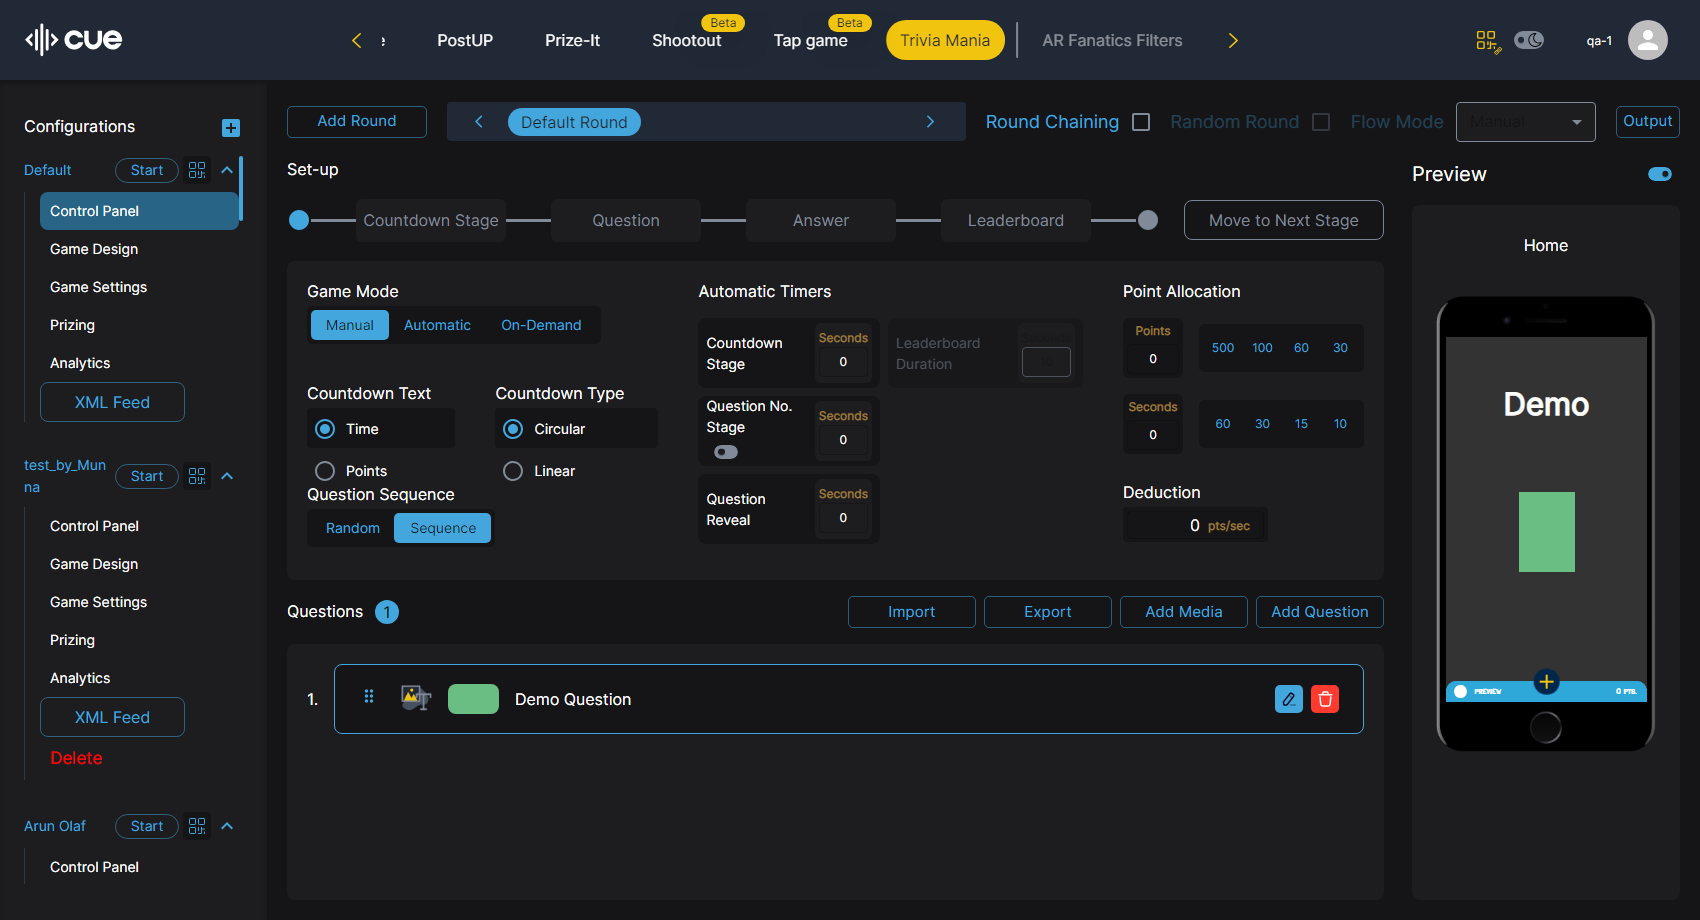 cue
PostUP
Prize-It
Beta
Shootout
Beta
Tap game
Trivia Mania
AR Fanatics Filters
qa-1
Configurations
Default
Start
Control Panel
Game Design
Game Settings
Prizing
Analytics
XML Feed
test_by_Mun
na
Start
Control Panel
Game Design
Game Settings
Prizing
Analytics
XML Feed
Delete
Arun Olaf
Start
Control Panel
Add Round
Default Round
Round Chaining
Random Round
Flow Mode
Manual
Output
Set-up
Countdown Stage
Question
Answer
Leaderboard
Move to Next Stage
Game Mode
Manual
Automatic
On-Demand
Countdown Text
Time
Points
Countdown Type
Circular
Linear
Question Sequence
Random
Sequence
Automatic Timers
Countdown
Stage
Seconds
0
Leaderboard
Duration
Question No.
Stage
Seconds
0
Question
Reveal
Seconds
0
Point Allocation
Points
0
500 100 60 30
Seconds
0
60 30 15 10
Deduction
0 pts/sec
Questions 1
Import
Export
Add Media
Add Question
1.
Demo Question
Preview
Home
Demo
PREVIEW
0 PTS.